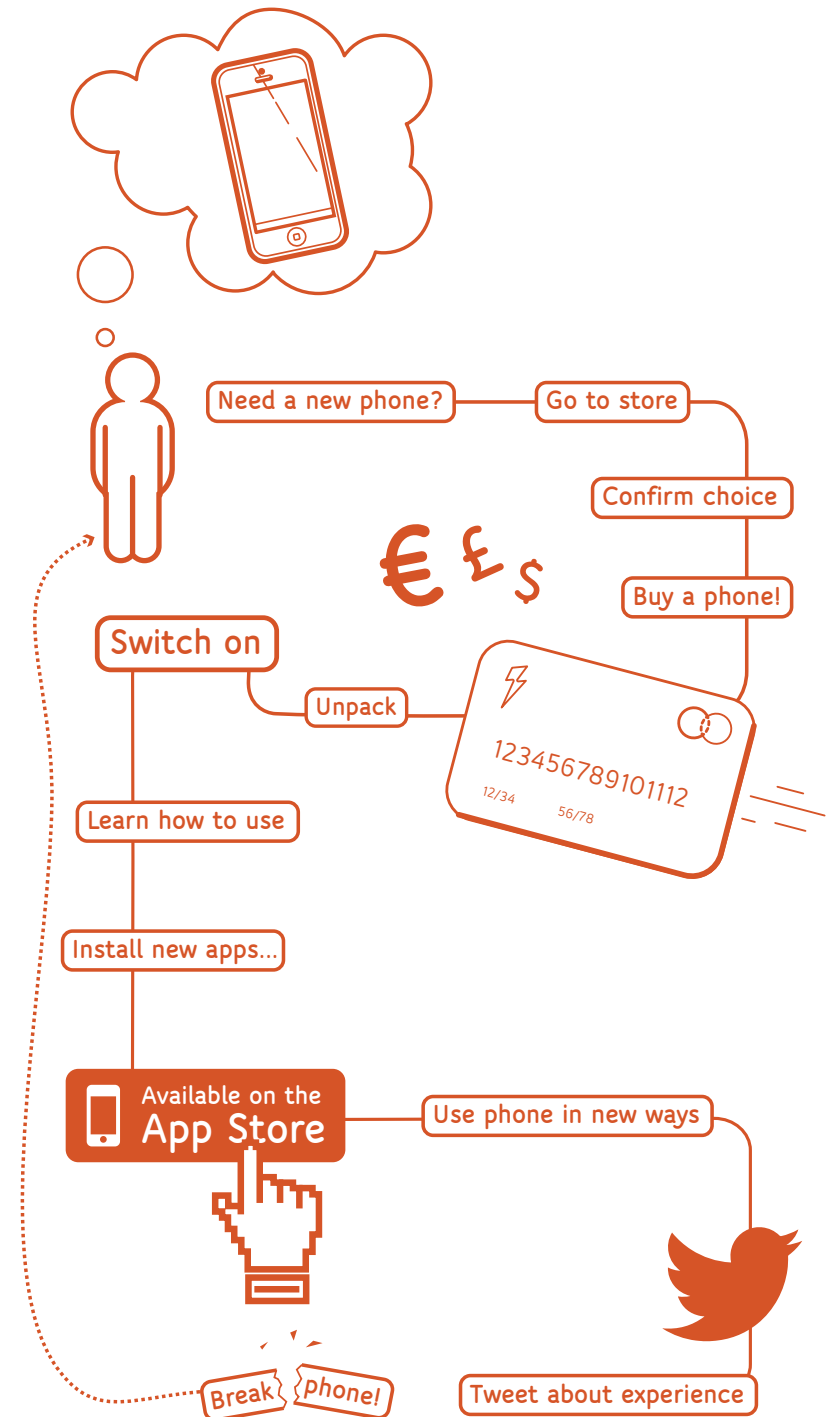 Need a new phone?
Go to store
Confirm choice
€ £ $
Buy a phone!
Switch on
Unpack
123456789101112
12/34
56/78
Learn how to use
Install new apps...
Available on the
App Store
Use phone in new ways
Tweet about experience
Break phone!